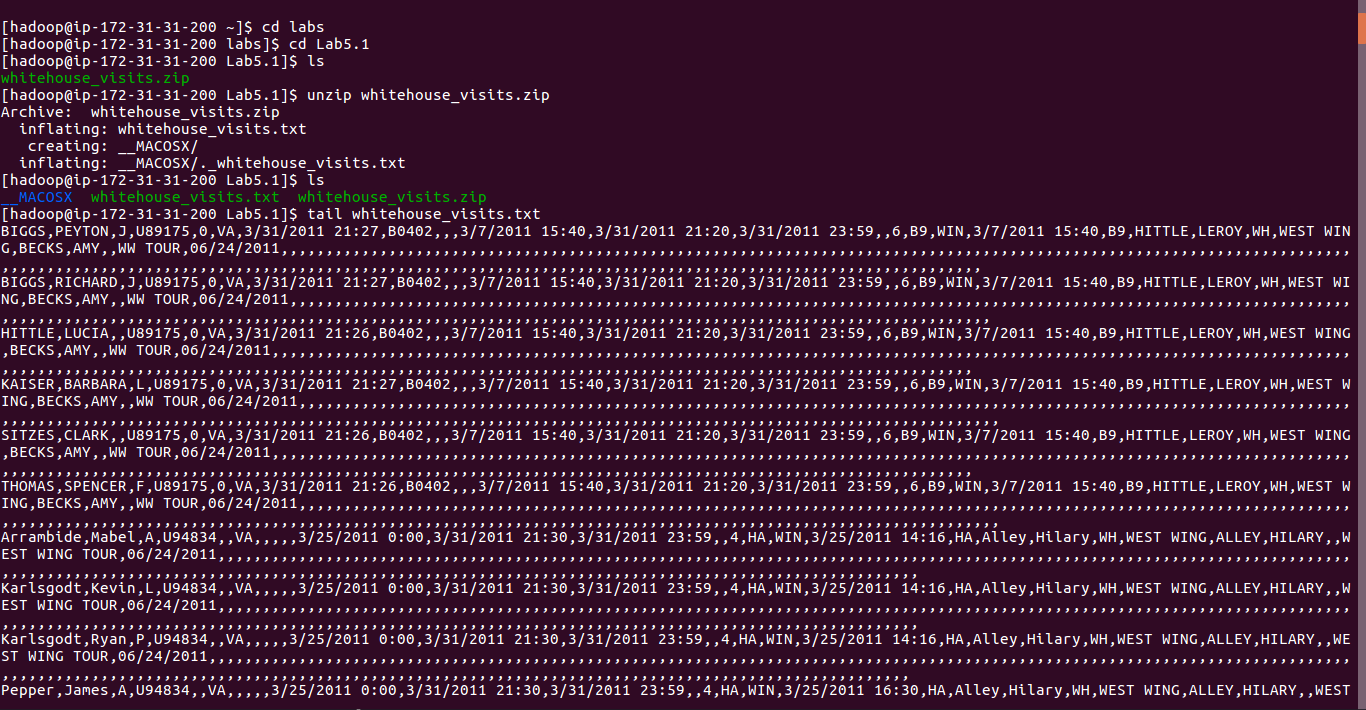 [hadoop@ip-172-31-31-200 ~]$ cd labs
[hadoop@ip-172-31-31-200 labs]$ cd Lab5.1
[hadoop@ip-172-31-31-200 Lab5.1]$ ls
whitehouse_visits.zip
[hadoop@ip-172-31-31-200 Lab5.1]$ unzip whitehouse_visits.zip
Archive:  whitehouse_visits.zip
  inflating: whitehouse_visits.txt
   creating: __MACOSX/
  inflating: __MACOSX/._whitehouse_visits.txt
[hadoop@ip-172-31-31-200 Lab5.1]$ ls
__MACOSX  whitehouse_visits.txt  whitehouse_visits.zip
[hadoop@ip-172-31-31-200 Lab5.1]$ tail whitehouse_visits.txt
BIGGS,PEYTON,J,U89175,0,VA,3/31/2011 21:27,B0402,,,3/7/2011 15:40,3/31/2011 21:20,3/31/2011 23:59,,6,B9,WIN,3/7/2011 15:40,B9,HITTLE,LEROY,WH,WEST WIN
G,BECKS,AMY,,WW TOUR,06/24/2011,,,,,,,,,,,,,,,,,,,,,,,,,,,,,,,,,,,,,,,,,,,,,,,,,,,,,,,,,,,,,,,,,,,,,,,,,,,,,,,,,,,,,,,,,,,,,,,,,,,,,,,,,,,,,,,,,,,,,,,
,,,,,,,,,,,,,,,,,,,,,,,,,,,,,,,,,,,,,,,,,,,,,,,,,,,,,,,,,,,,,,,,,,,,,,,,,,,,,,,,,,,,,,,,,,,,,,,,,,,,,,,,,,,,,
BIGGS,RICHARD,J,U89175,0,VA,3/31/2011 21:27,B0402,,,3/7/2011 15:40,3/31/2011 21:20,3/31/2011 23:59,,6,B9,WIN,3/7/2011 15:40,B9,HITTLE,LEROY,WH,WEST WI
NG,BECKS,AMY,,WW TOUR,06/24/2011,,,,,,,,,,,,,,,,,,,,,,,,,,,,,,,,,,,,,,,,,,,,,,,,,,,,,,,,,,,,,,,,,,,,,,,,,,,,,,,,,,,,,,,,,,,,,,,,,,,,,,,,,,,,,,,,,,,,,,
,,,,,,,,,,,,,,,,,,,,,,,,,,,,,,,,,,,,,,,,,,,,,,,,,,,,,,,,,,,,,,,,,,,,,,,,,,,,,,,,,,,,,,,,,,,,,,,,,,,,,,,,,,,,,,
HITTLE,LUCIA,,U89175,0,VA,3/31/2011 21:26,B0402,,,3/7/2011 15:40,3/31/2011 21:20,3/31/2011 23:59,,6,B9,WIN,3/7/2011 15:40,B9,HITTLE,LEROY,WH,WEST WING
,BECKS,AMY,,WW TOUR,06/24/2011,,,,,,,,,,,,,,,,,,,,,,,,,,,,,,,,,,,,,,,,,,,,,,,,,,,,,,,,,,,,,,,,,,,,,,,,,,,,,,,,,,,,,,,,,,,,,,,,,,,,,,,,,,,,,,,,,,,,,,,,
,,,,,,,,,,,,,,,,,,,,,,,,,,,,,,,,,,,,,,,,,,,,,,,,,,,,,,,,,,,,,,,,,,,,,,,,,,,,,,,,,,,,,,,,,,,,,,,,,,,,,,,,,,,,
KAISER,BARBARA,L,U89175,0,VA,3/31/2011 21:27,B0402,,,3/7/2011 15:40,3/31/2011 21:20,3/31/2011 23:59,,6,B9,WIN,3/7/2011 15:40,B9,HITTLE,LEROY,WH,WEST W
ING,BECKS,AMY,,WW TOUR,06/24/2011,,,,,,,,,,,,,,,,,,,,,,,,,,,,,,,,,,,,,,,,,,,,,,,,,,,,,,,,,,,,,,,,,,,,,,,,,,,,,,,,,,,,,,,,,,,,,,,,,,,,,,,,,,,,,,,,,,,,,
,,,,,,,,,,,,,,,,,,,,,,,,,,,,,,,,,,,,,,,,,,,,,,,,,,,,,,,,,,,,,,,,,,,,,,,,,,,,,,,,,,,,,,,,,,,,,,,,,,,,,,,,,,,,,,,
SITZES,CLARK,,U89175,0,VA,3/31/2011 21:26,B0402,,,3/7/2011 15:40,3/31/2011 21:20,3/31/2011 23:59,,6,B9,WIN,3/7/2011 15:40,B9,HITTLE,LEROY,WH,WEST WING
,BECKS,AMY,,WW TOUR,06/24/2011,,,,,,,,,,,,,,,,,,,,,,,,,,,,,,,,,,,,,,,,,,,,,,,,,,,,,,,,,,,,,,,,,,,,,,,,,,,,,,,,,,,,,,,,,,,,,,,,,,,,,,,,,,,,,,,,,,,,,,,,
,,,,,,,,,,,,,,,,,,,,,,,,,,,,,,,,,,,,,,,,,,,,,,,,,,,,,,,,,,,,,,,,,,,,,,,,,,,,,,,,,,,,,,,,,,,,,,,,,,,,,,,,,,,,
THOMAS,SPENCER,F,U89175,0,VA,3/31/2011 21:26,B0402,,,3/7/2011 15:40,3/31/2011 21:20,3/31/2011 23:59,,6,B9,WIN,3/7/2011 15:40,B9,HITTLE,LEROY,WH,WEST W
ING,BECKS,AMY,,WW TOUR,06/24/2011,,,,,,,,,,,,,,,,,,,,,,,,,,,,,,,,,,,,,,,,,,,,,,,,,,,,,,,,,,,,,,,,,,,,,,,,,,,,,,,,,,,,,,,,,,,,,,,,,,,,,,,,,,,,,,,,,,,,,
,,,,,,,,,,,,,,,,,,,,,,,,,,,,,,,,,,,,,,,,,,,,,,,,,,,,,,,,,,,,,,,,,,,,,,,,,,,,,,,,,,,,,,,,,,,,,,,,,,,,,,,,,,,,,,,
Arrambide,Mabel,A,U94834,,VA,,,,,3/25/2011 0:00,3/31/2011 21:30,3/31/2011 23:59,,4,HA,WIN,3/25/2011 14:16,HA,Alley,Hilary,WH,WEST WING,ALLEY,HILARY,,W
EST WING TOUR,06/24/2011,,,,,,,,,,,,,,,,,,,,,,,,,,,,,,,,,,,,,,,,,,,,,,,,,,,,,,,,,,,,,,,,,,,,,,,,,,,,,,,,,,,,,,,,,,,,,,,,,,,,,,,,,,,,,,,,,,,,,,,,,,,,,,
,,,,,,,,,,,,,,,,,,,,,,,,,,,,,,,,,,,,,,,,,,,,,,,,,,,,,,,,,,,,,,,,,,,,,,,,,,,,,,,,,,,,,,,,,,,,,,,,,,,,,,
Karlsgodt,Kevin,L,U94834,,VA,,,,,3/25/2011 0:00,3/31/2011 21:30,3/31/2011 23:59,,4,HA,WIN,3/25/2011 14:16,HA,Alley,Hilary,WH,WEST WING,ALLEY,HILARY,,W
EST WING TOUR,06/24/2011,,,,,,,,,,,,,,,,,,,,,,,,,,,,,,,,,,,,,,,,,,,,,,,,,,,,,,,,,,,,,,,,,,,,,,,,,,,,,,,,,,,,,,,,,,,,,,,,,,,,,,,,,,,,,,,,,,,,,,,,,,,,,,
,,,,,,,,,,,,,,,,,,,,,,,,,,,,,,,,,,,,,,,,,,,,,,,,,,,,,,,,,,,,,,,,,,,,,,,,,,,,,,,,,,,,,,,,,,,,,,,,,,,,,,
Karlsgodt,Ryan,P,U94834,,VA,,,,,3/25/2011 0:00,3/31/2011 21:30,3/31/2011 23:59,,4,HA,WIN,3/25/2011 14:16,HA,Alley,Hilary,WH,WEST WING,ALLEY,HILARY,,WE
ST WING TOUR,06/24/2011,,,,,,,,,,,,,,,,,,,,,,,,,,,,,,,,,,,,,,,,,,,,,,,,,,,,,,,,,,,,,,,,,,,,,,,,,,,,,,,,,,,,,,,,,,,,,,,,,,,,,,,,,,,,,,,,,,,,,,,,,,,,,,,
,,,,,,,,,,,,,,,,,,,,,,,,,,,,,,,,,,,,,,,,,,,,,,,,,,,,,,,,,,,,,,,,,,,,,,,,,,,,,,,,,,,,,,,,,,,,,,,,,,,,,
Pepper,James,A,U94834,,VA,,,,,3/25/2011 0:00,3/31/2011 21:30,3/31/2011 23:59,,4,HA,WIN,3/25/2011 16:30,HA,Alley,Hilary,WH,WEST WING,ALLEY,HILARY,,WEST